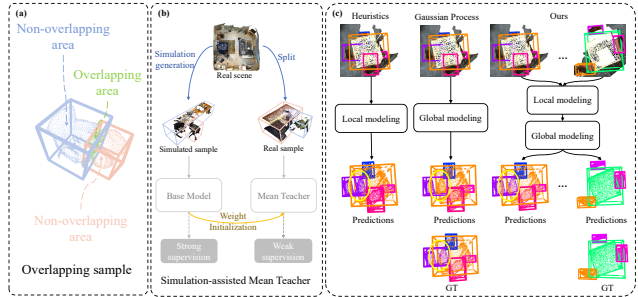 (a)
Non-overlapping
area
Overlapping
area
Non-overlapping
area
Overlapping sample
(b)
Simulation
generation
Split
Real scene
Simulated sample
Real sample
Base Model
Mean Teacher
Weight
Initialization
Strong
supervision
Weak
supervision
Simulation-assisted Mean Teacher
(c)
Heuristics
Gaussian Process
Ours
...
Local modeling
Global modeling
Local modeling
Global modeling
...
Predictions
Predictions
Predictions
Predictions
GT
GT